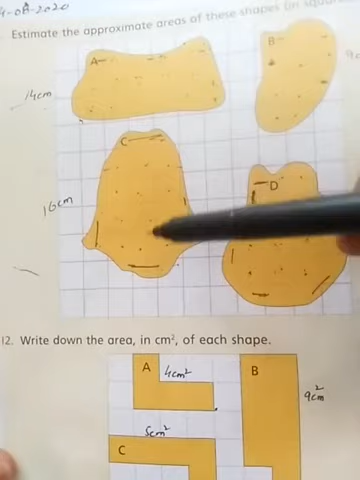 4-08-2020
Estimate the approximate areas of these shapes (in squar
A
B
9c
14cm
C
16cm
D
12. Write down the area, in cm², of each shape.
A 4cm²
B
9cm²
5cm²
C